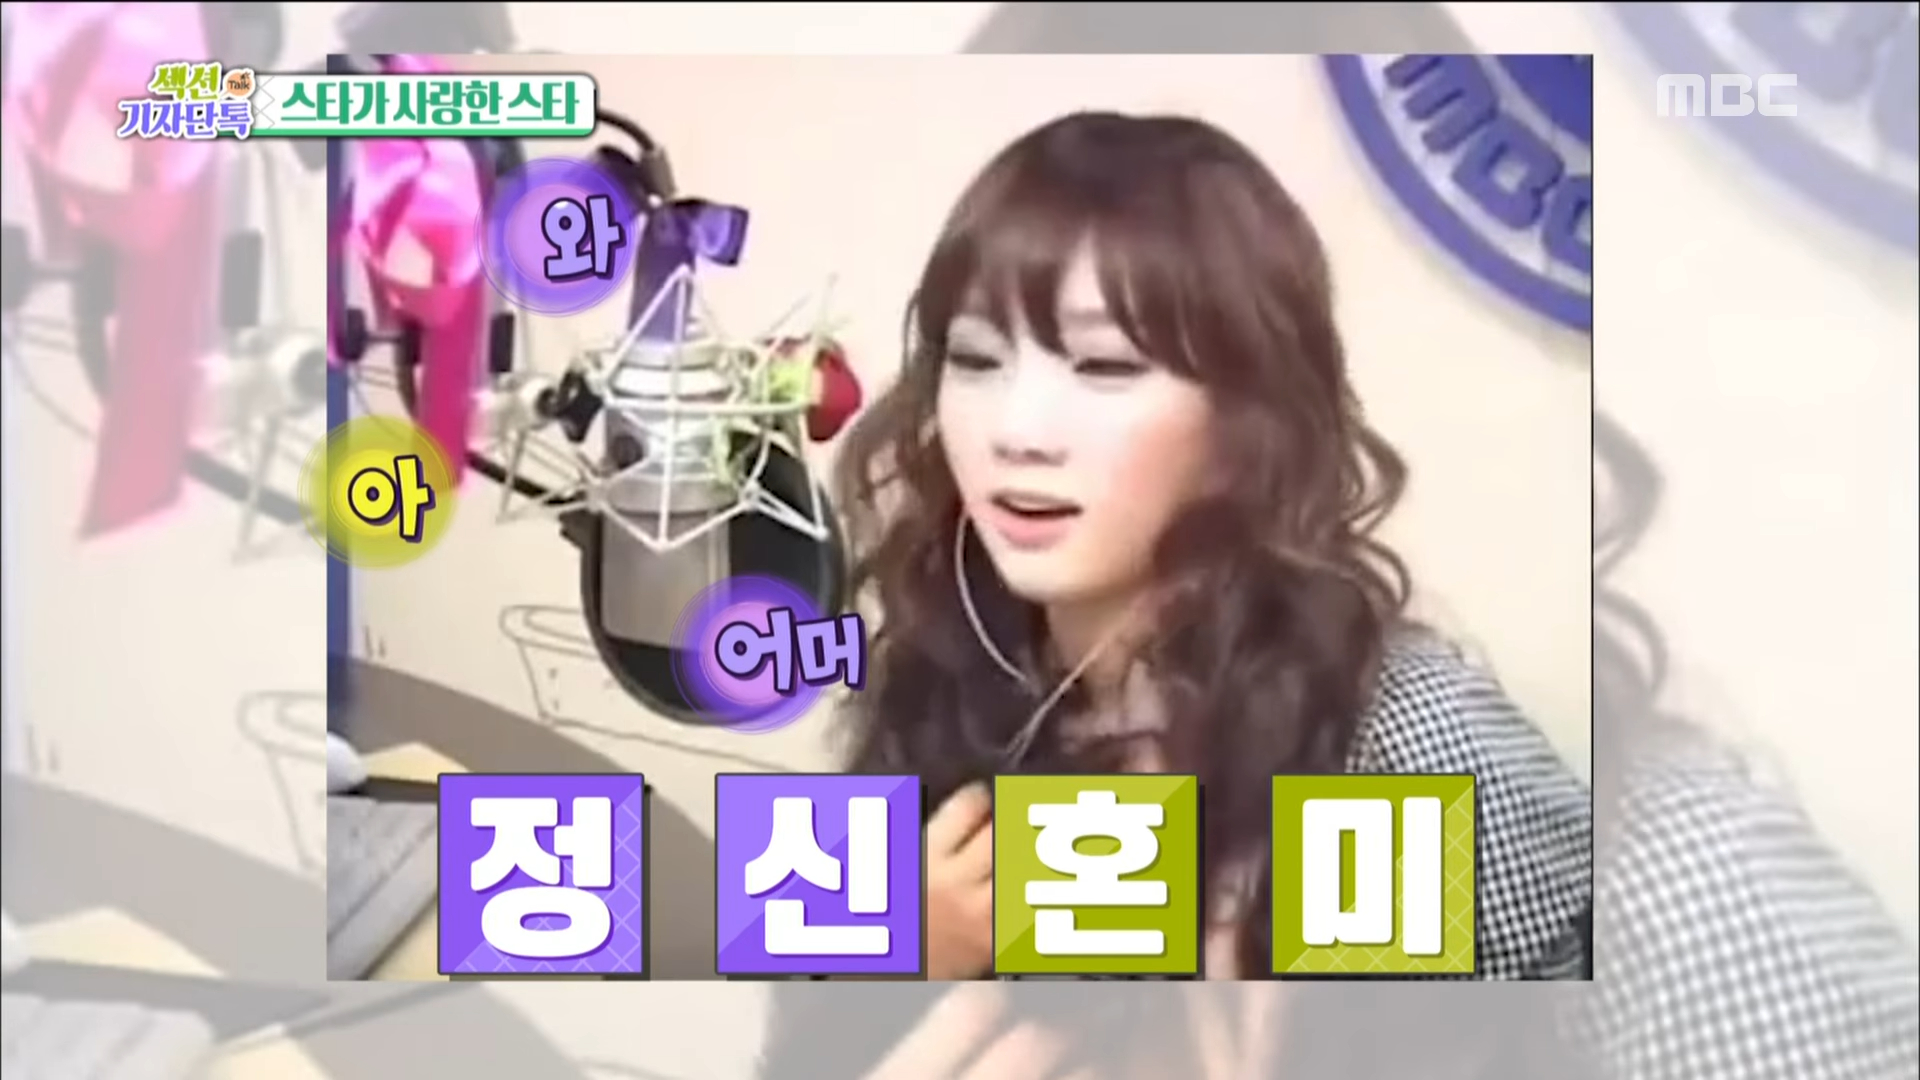 섹션 Talk
기자단톡
스타가 사랑한 스타
MBC
mbc
와
아
어머
정 신 혼 미